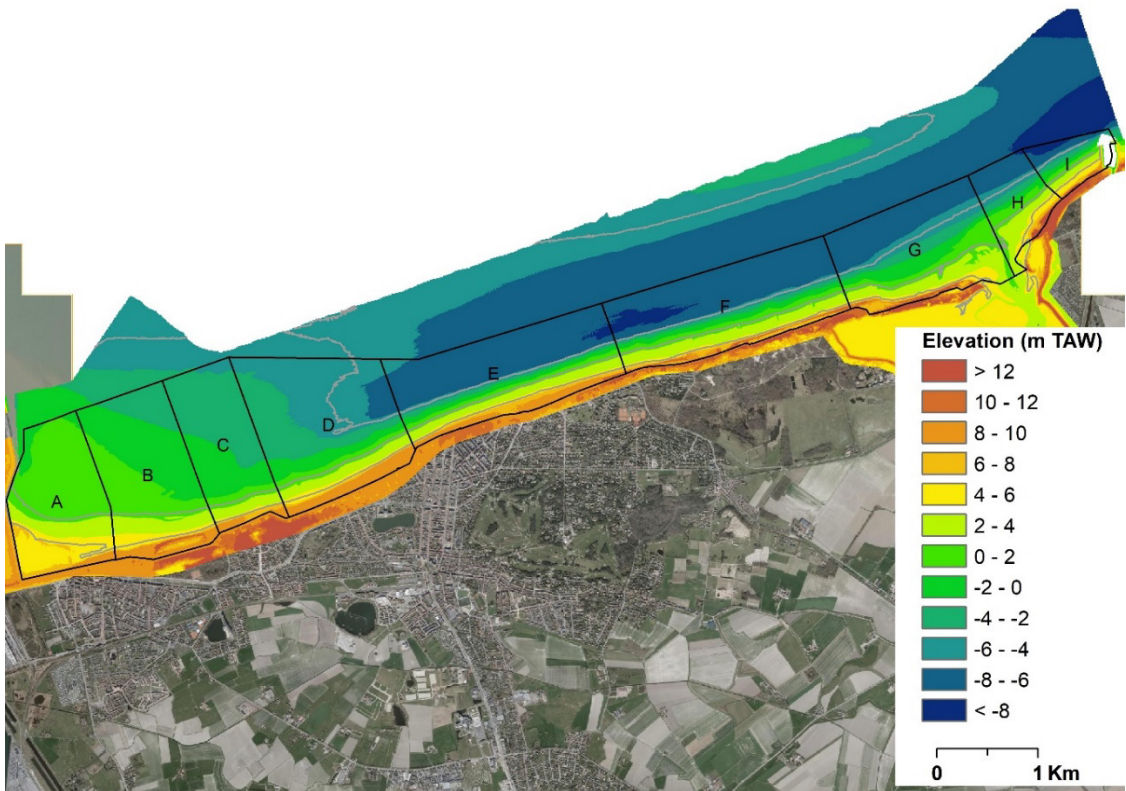 I
H
G
F
E
D
C
B
A
Elevation (m TAW)
> 12
10 - 12
8 - 10
6 - 8
4 - 6
2 - 4
0 - 2
-2 - 0
-4 - -2
-6 - -4
-8 - -6
< -8
0 1 Km